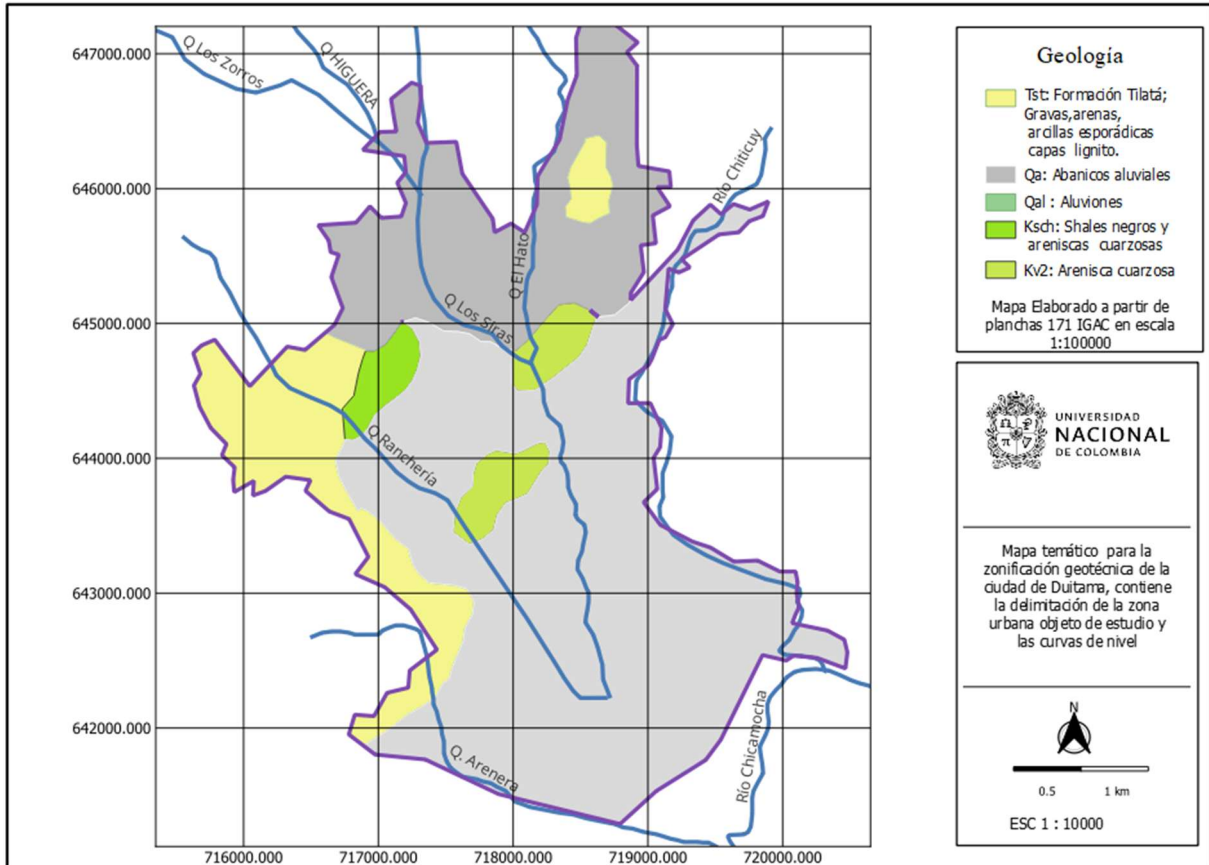 647000.000
646000.000
645000.000
644000.000
643000.000
642000.000
716000.000
717000.000
718000.000
719000.000
720000.000
Q Los Zorros
Q HIGUERA
Río Chiticuy
Q El Hato
Q Los Siras
Q Ranchería
Q. Arenera
Río Chicamocha
Geología
Tst: Formación Tilatá;
Gravas,arenas,
arcillas esporádicas
capas lignito.
Qa: Abanicos aluviales
Qal : Aluviones
Ksch: Shales negros y
areniscas cuarzosas
Kv2: Arenisca cuarzosa
Mapa Elaborado a partir de
planchas 171 IGAC en escala
1:100000
UNIVERSIDAD
NACIONAL
DE COLOMBIA
Mapa temático para la
zonificación geotécnica de la
ciudad de Duitama, contiene
la delimitación de la zona
urbana objeto de estudio y
las curvas de nivel
N
0.5 1 km
ESC 1 : 10000